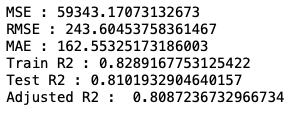 MSE : 59343.17073132673
RMSE : 243.60453758361467
MAE : 162.55325173186003
Train R2 : 0.8289167753125422
Test R2 : 0.8101932904640157
Adjusted R2 :  0.8087236732966734